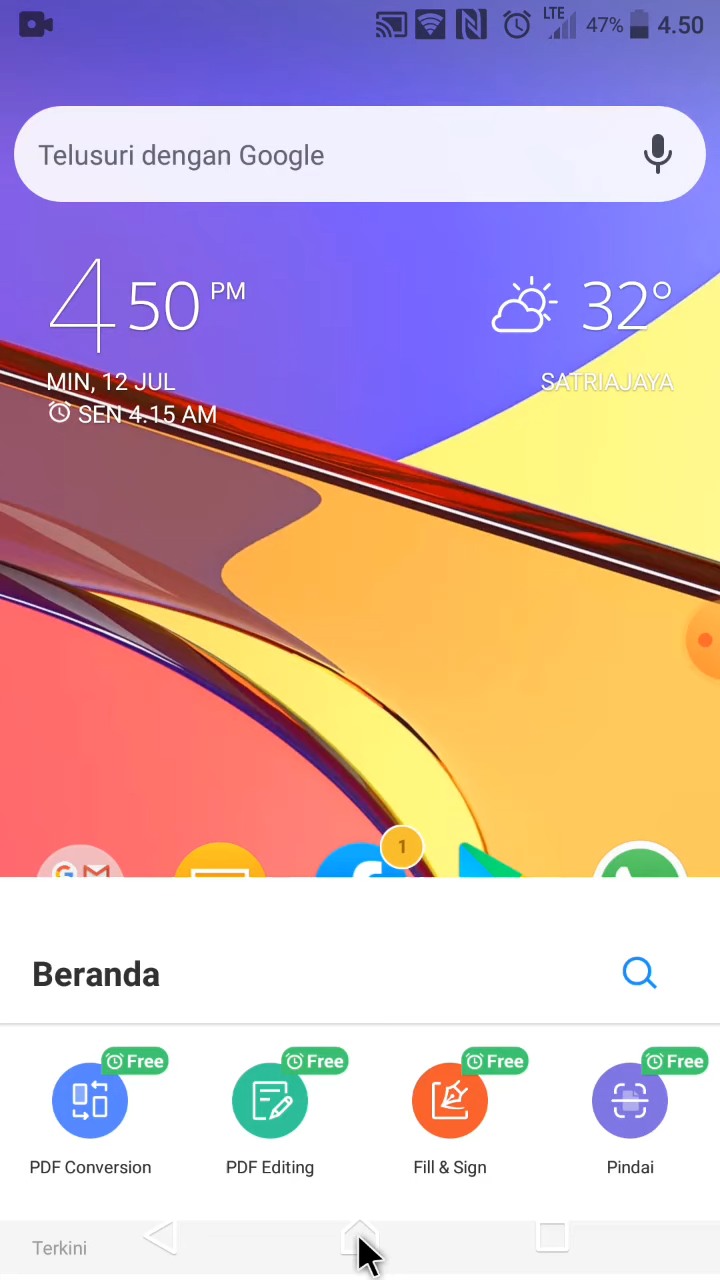 LTE 47% 4.50
Telusuri dengan Google
4 50 PM 32°
MIN, 12 JUL SATRIAJAYA
SEN 4.15 AM
1
Beranda
Free Free Free Free
PDF Conversion PDF Editing Fill & Sign Pindai
Terkini